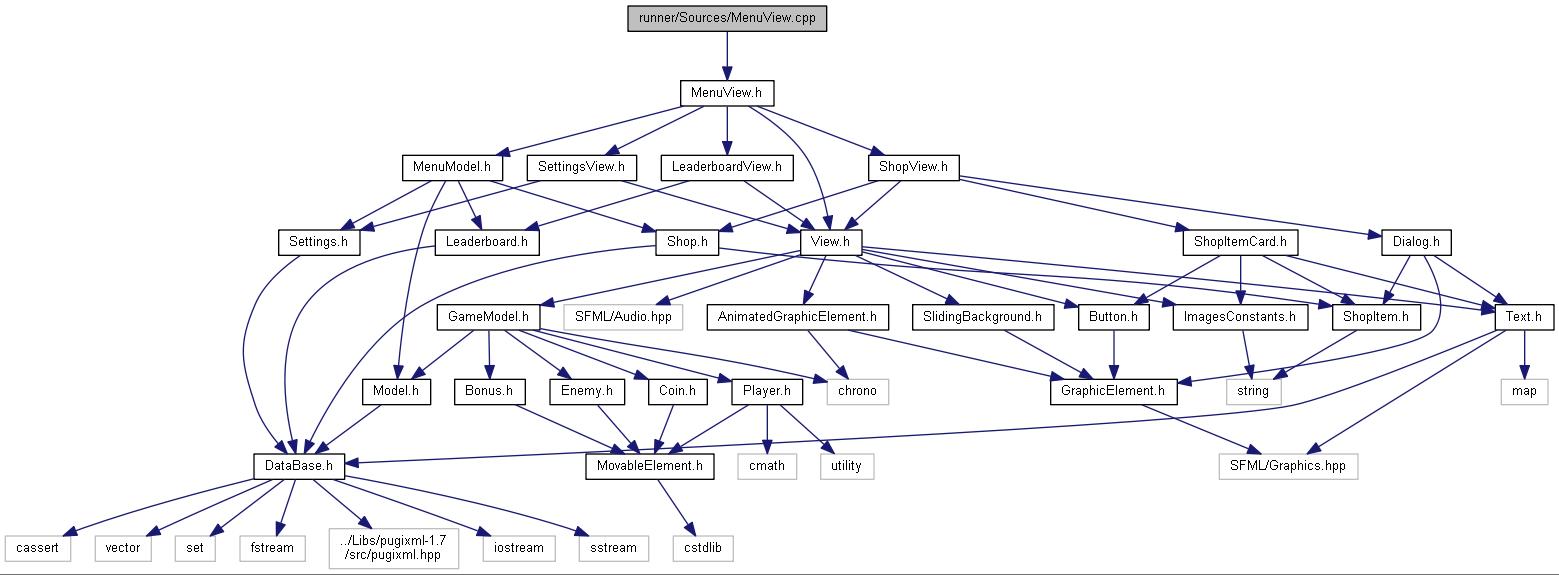 runner/Sources/MenuView.cpp
MenuView.h
MenuModel.h
SettingsView.h
LeaderboardView.h
ShopView.h
Settings.h
Leaderboard.h
Shop.h
View.h
ShopItemCard.h
Dialog.h
GameModel.h
SFML/Audio.hpp
AnimatedGraphicElement.h
SlidingBackground.h
Button.h
ImagesConstants.h
ShopItem.h
Text.h
Model.h
Bonus.h
Enemy.h
Coin.h
Player.h
chrono
GraphicElement.h
string
map
DataBase.h
MovableElement.h
cmath
utility
SFML/Graphics.hpp
cassert
vector
set
fstream
../Libs/pugixml-1.7
/src/pugixml.hpp
iostream
sstream
cstdlib